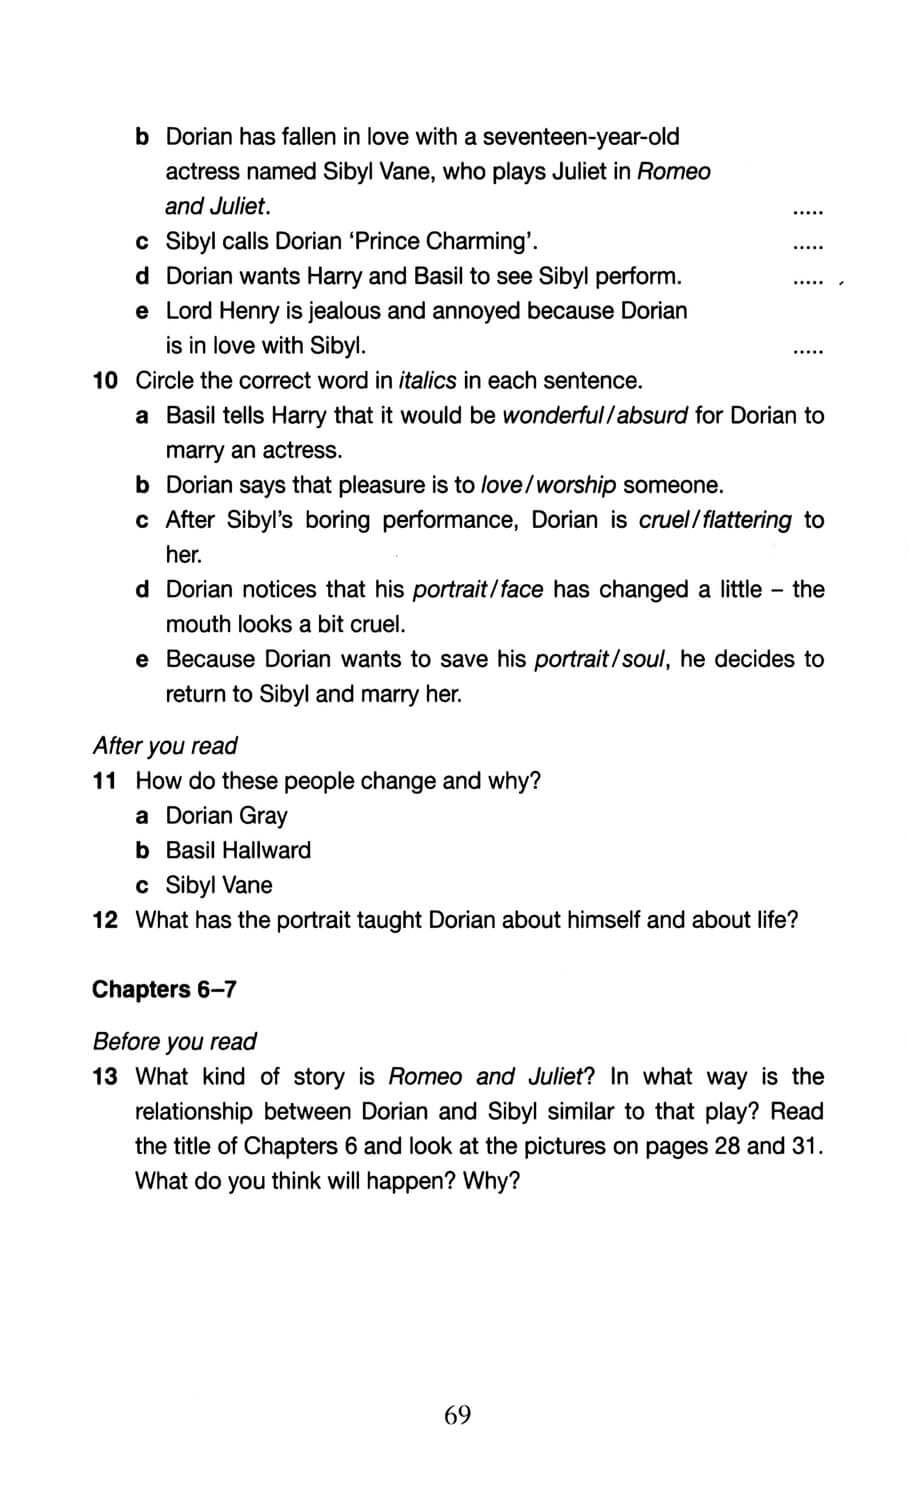 b Dorian has fallen in love with a seventeen-year-old
actress named Sibyl Vane, who plays Juliet in Romeo
and Juliet. .....
c Sibyl calls Dorian ‘Prince Charming’. .....
d Dorian wants Harry and Basil to see Sibyl perform. .....
e Lord Henry is jealous and annoyed because Dorian
is in love with Sibyl. .....
10 Circle the correct word in italics in each sentence.
a Basil tells Harry that it would be wonderful/absurd for Dorian to
marry an actress.
b Dorian says that pleasure is to love/worship someone.
c After Sibyl’s boring performance, Dorian is cruel/flattering to
her.
d Dorian notices that his portrait/face has changed a little – the
mouth looks a bit cruel.
e Because Dorian wants to save his portrait/soul, he decides to
return to Sibyl and marry her.
After you read
11 How do these people change and why?
a Dorian Gray
b Basil Hallward
c Sibyl Vane
12 What has the portrait taught Dorian about himself and about life?
Chapters 6–7
Before you read
13 What kind of story is Romeo and Juliet? In what way is the
relationship between Dorian and Sibyl similar to that play? Read
the title of Chapters 6 and look at the pictures on pages 28 and 31.
What do you think will happen? Why?
69